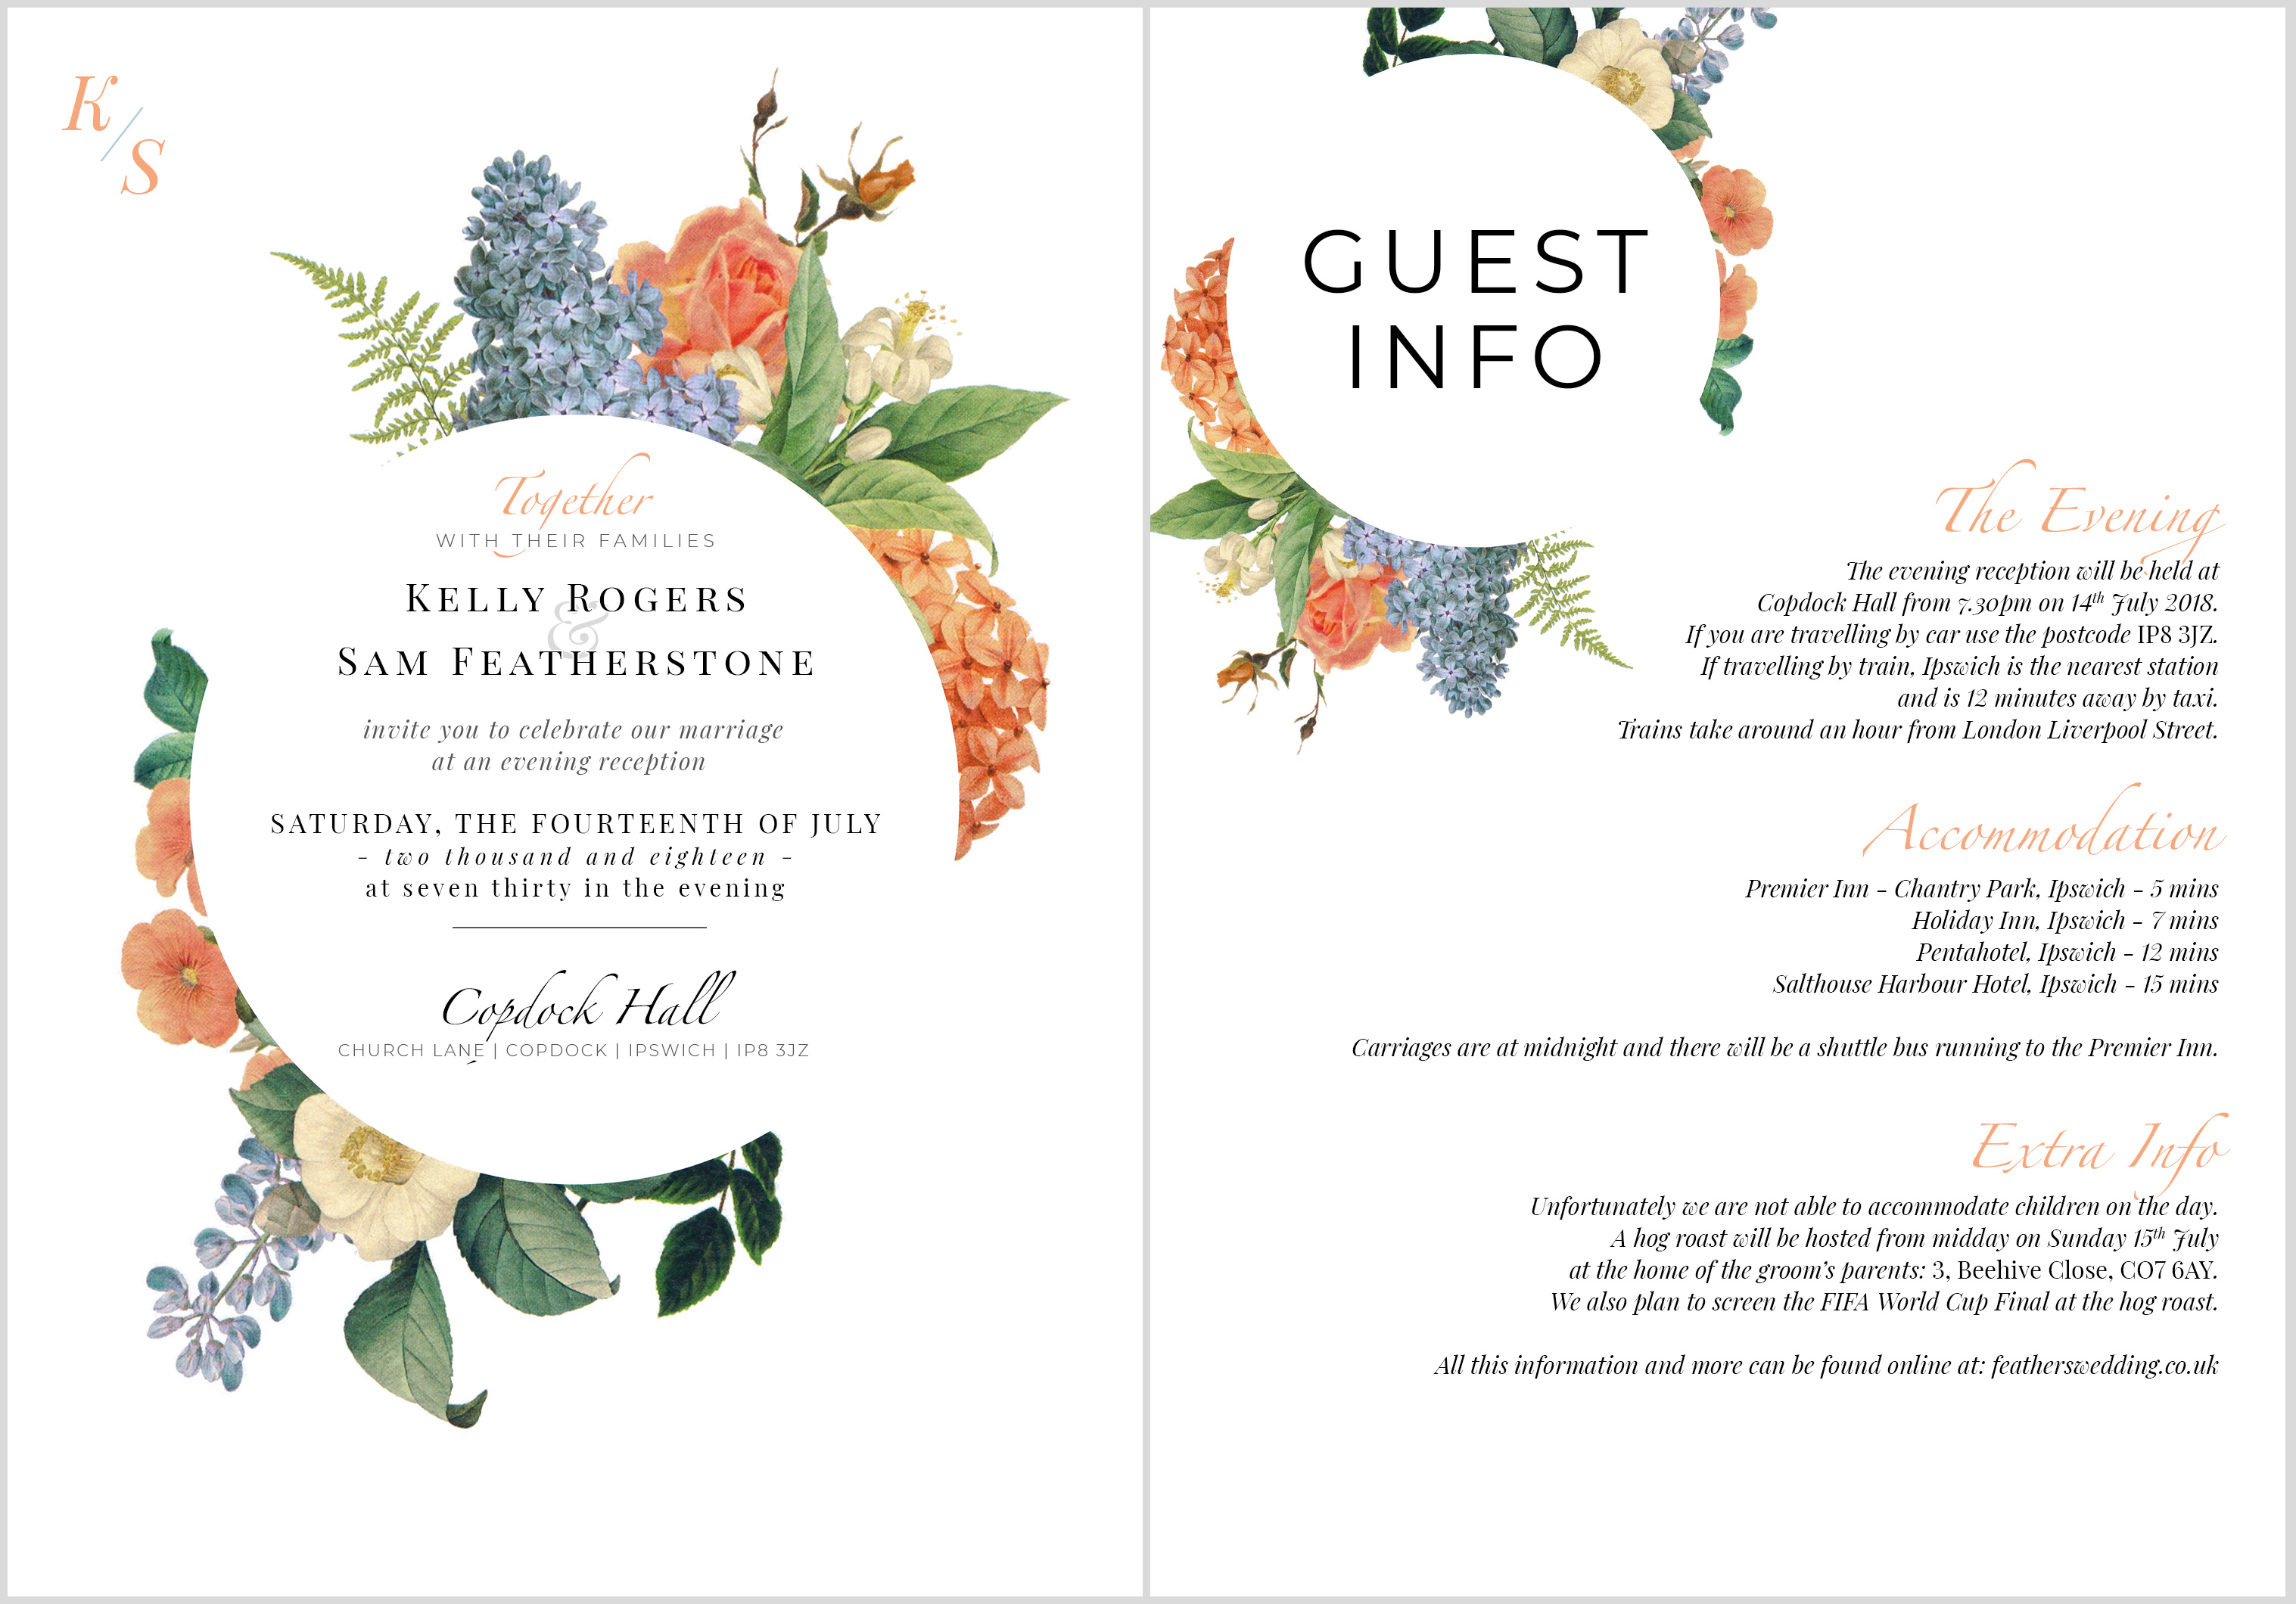 K/S
Together
WITH THEIR FAMILIES
KELLY ROGERS
&
SAM FEATHERSTONE
invite you to celebrate our marriage
at an evening reception
SATURDAY, THE FOURTEENTH OF JULY
- two thousand and eighteen -
at seven thirty in the evening
Copdock Hall
CHURCH LANE | COPDOCK | IPSWICH | IP8 3JZ
GUEST
INFO
The Evening
The evening reception will be held at
Copdock Hall from 7.30pm on 14th July 2018.
If you are travelling by car use the postcode IP8 3JZ.
If travelling by train, Ipswich is the nearest station
and is 12 minutes away by taxi.
Trains take around an hour from London Liverpool Street.
Accommodation
Premier Inn - Chantry Park, Ipswich - 5 mins
Holiday Inn, Ipswich - 7 mins
Pentahotel, Ipswich - 12 mins
Salthouse Harbour Hotel, Ipswich - 15 mins
Carriages are at midnight and there will be a shuttle bus running to the Premier Inn.
Extra Info
Unfortunately we are not able to accommodate children on the day.
A hog roast will be hosted from midday on Sunday 15th July
at the home of the groom's parents: 3, Beehive Close, CO7 6AY.
We also plan to screen the FIFA World Cup Final at the hog roast.
All this information and more can be found online at: featherswedding.co.uk